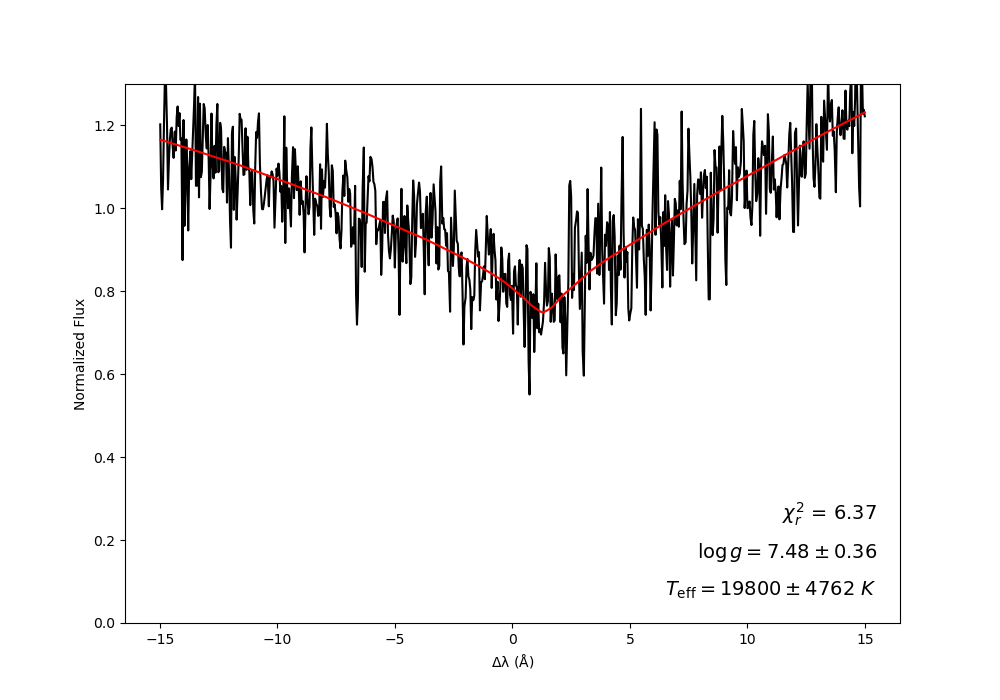 1.2
1.0
0.8
0.6
0.4
0.2
0.0
Normalized Flux
χ²ᵣ = 6.37
log g = 7.48 ± 0.36
T_eff = 19800 ± 4762 K
−15 −10 −5 0 5 10 15
Δλ (Å)